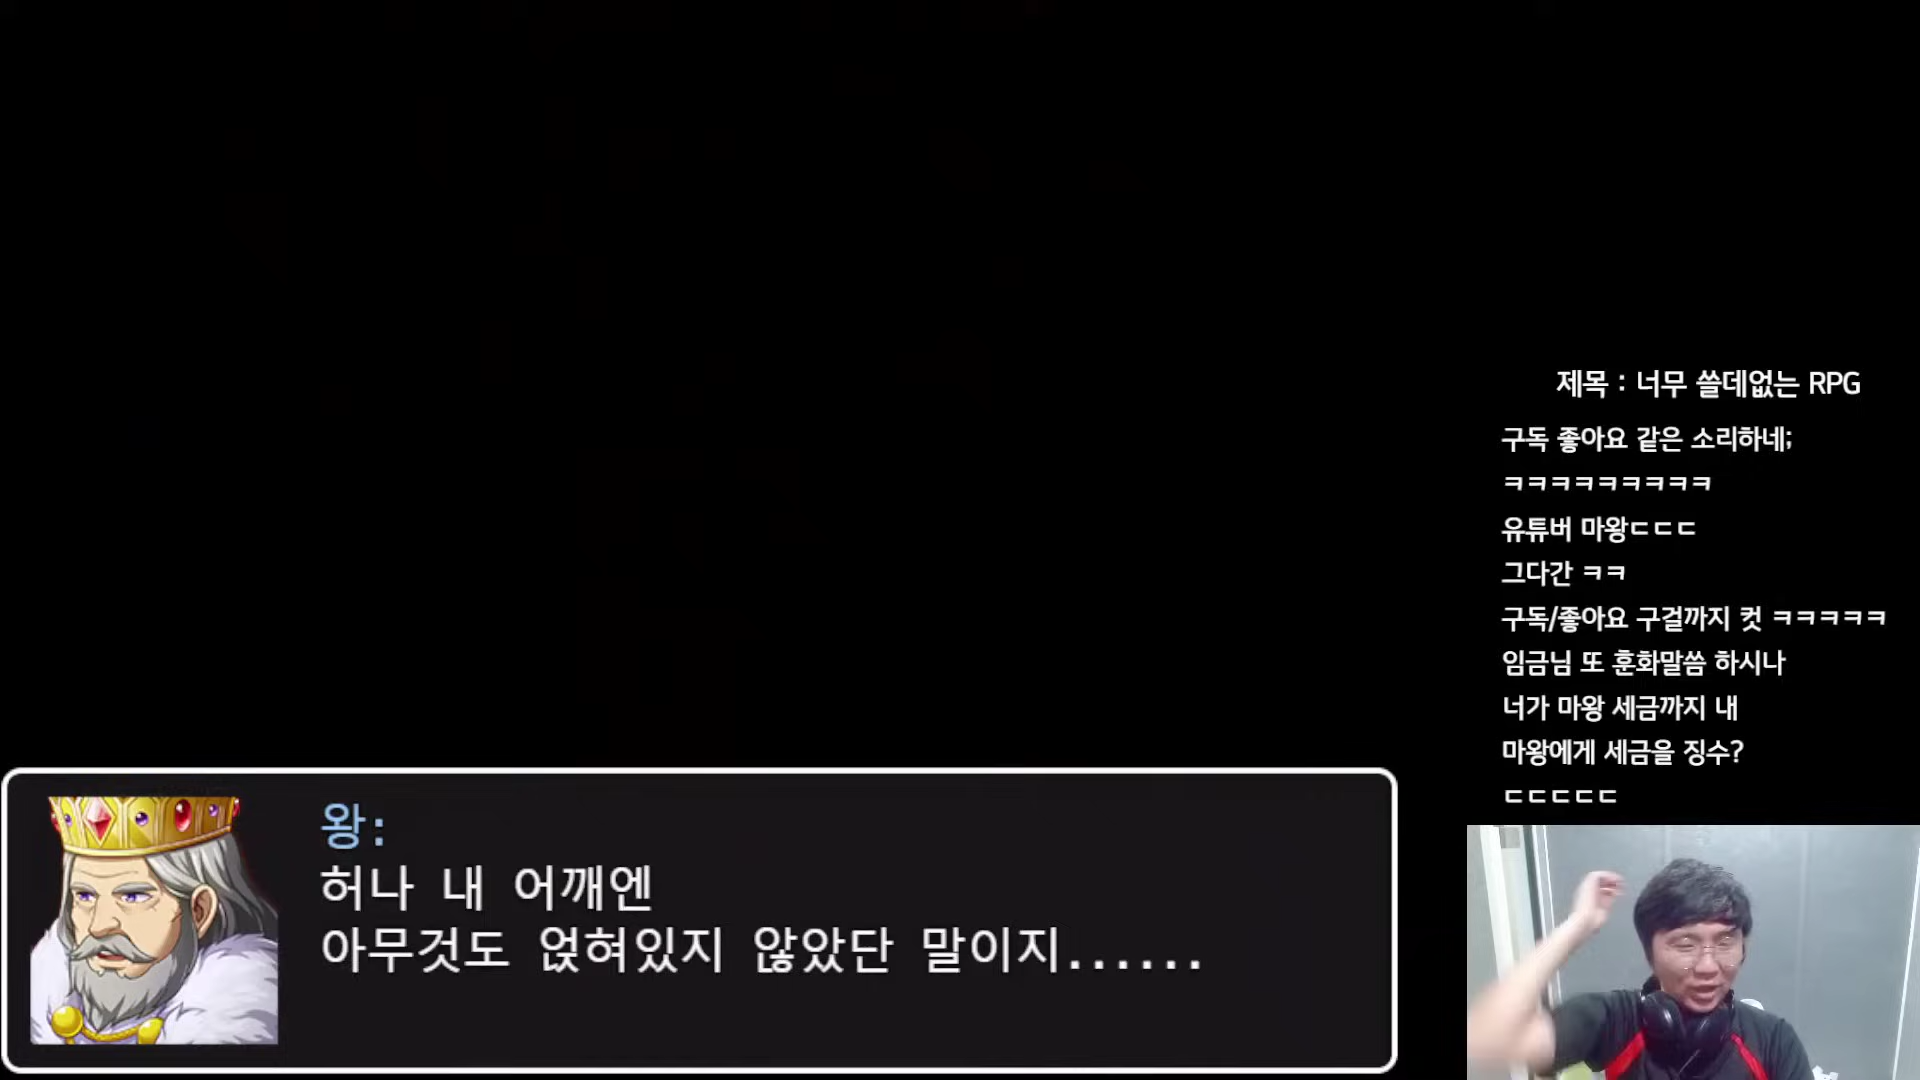 제목 : 너무 쓸데없는 RPG
구독 좋아요 같은 소리하네;
ㅋㅋㅋㅋㅋㅋㅋㅋㅋ
유튜버 마왕ㄷㄷㄷ
그다간 ㅋㅋ
구독/좋아요 구걸까지 컷 ㅋㅋㅋㅋㅋ
임금님 또 훈화말씀 하시나
너가 마왕 세금까지 내
마왕에게 세금을 징수?
ㄷㄷㄷㄷㄷ
왕:
허나 내 어깨엔
아무것도 얹혀있지 않았단 말이지......